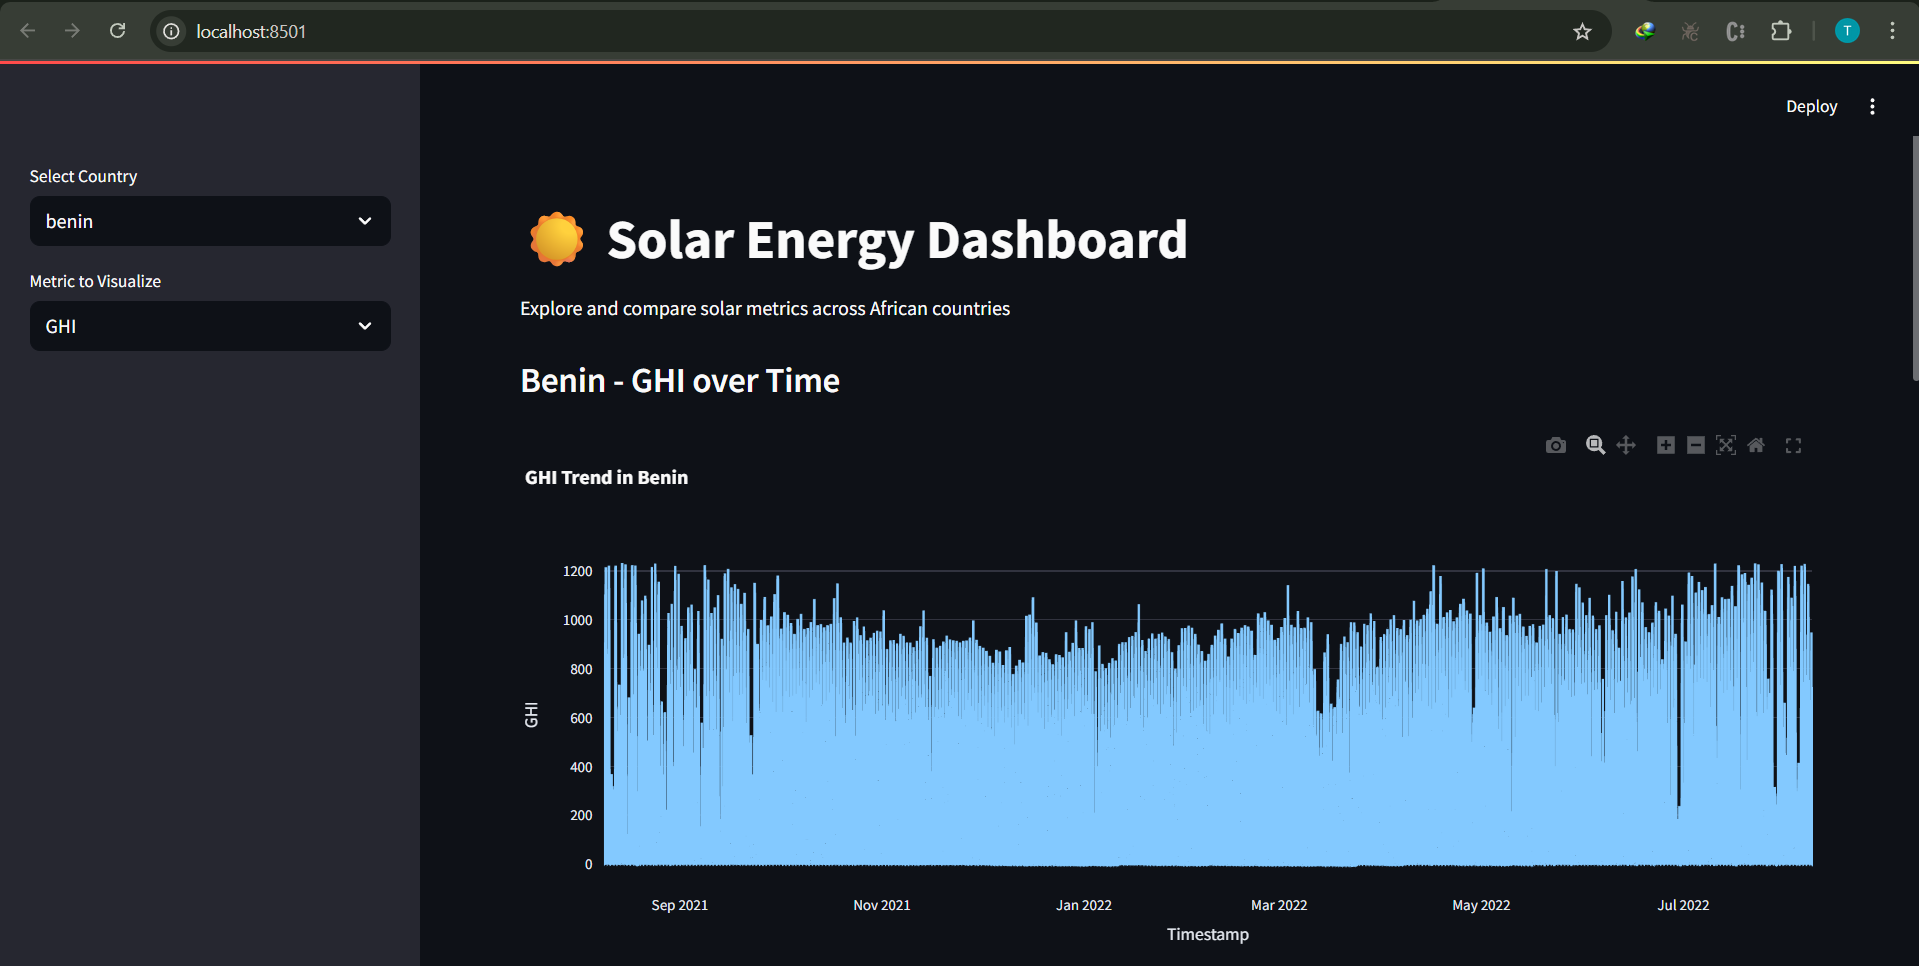 localhost:8501
T
Deploy
Select Country
benin
Metric to Visualize
GHI
Solar Energy Dashboard
Explore and compare solar metrics across African countries
Benin - GHI over Time
GHI Trend in Benin
1200
1000
800
600
400
200
0
GHI
Sep 2021
Nov 2021
Jan 2022
Mar 2022
May 2022
Jul 2022
Timestamp